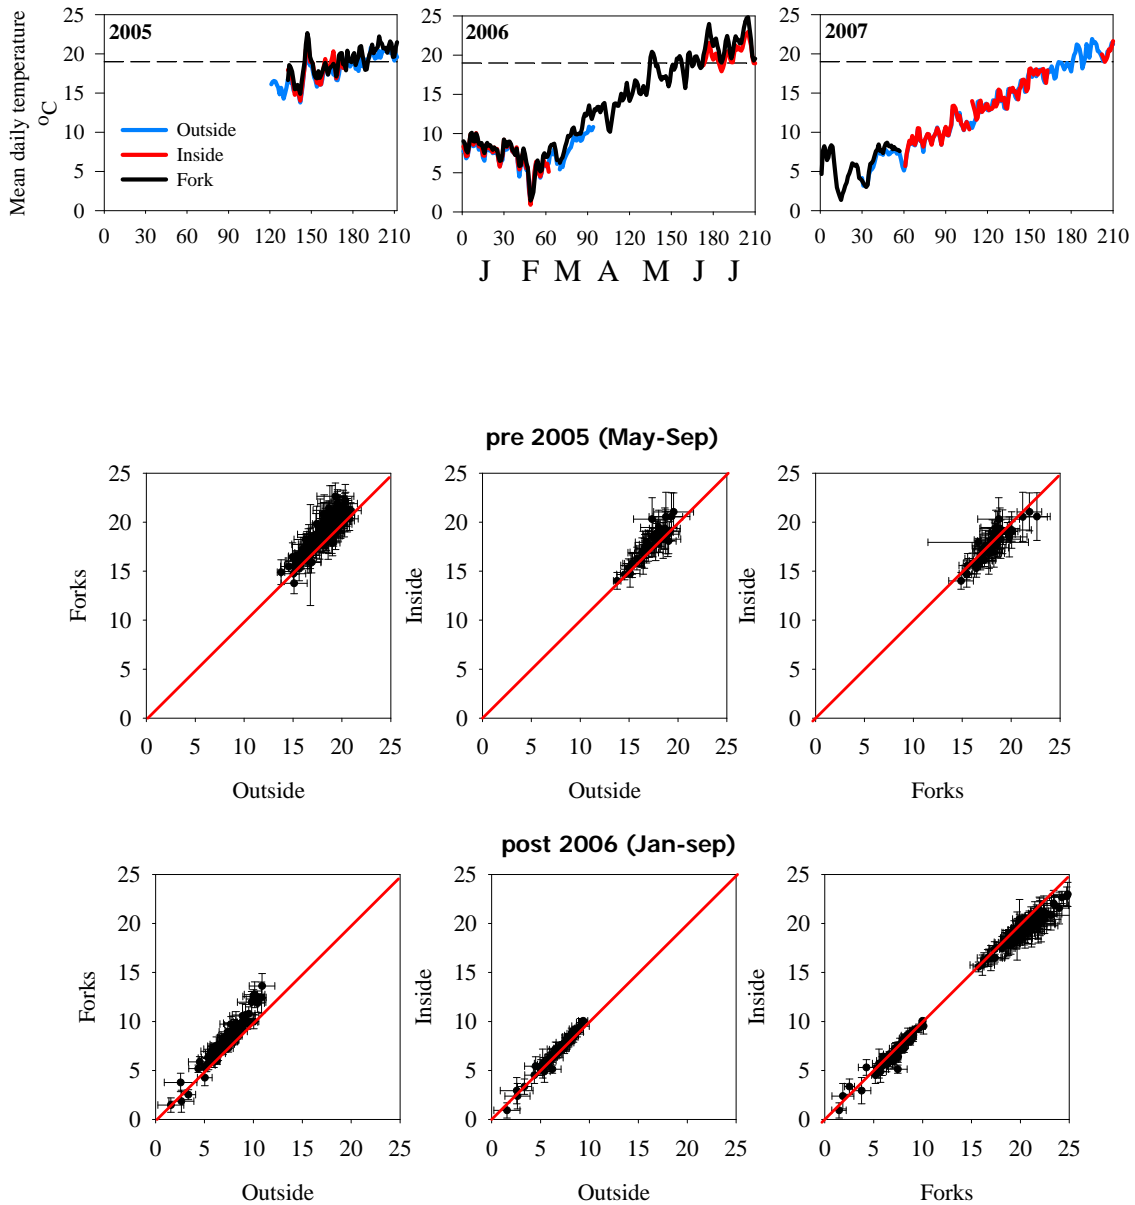 Mean daily temperature
oC
2005
25
20
15
10
5
0
Outside
Inside
Fork
0 30 60 90 120 150 180 210
2006
25
20
15
10
5
0
0 30 60 90 120 150 180 210
J F M A M J J
2007
25
20
15
10
5
0
0 30 60 90 120 150 180 210
pre 2005 (May-Sep)
Forks
25
20
15
10
5
0
0 5 10 15 20 25
Outside
Inside
25
20
15
10
5
0
0 5 10 15 20 25
Outside
Inside
25
20
15
10
5
0
0 5 10 15 20 25
Forks
post 2006 (Jan-sep)
Forks
25
20
15
10
5
0
0 5 10 15 20 25
Outside
Inside
25
20
15
10
5
0
0 5 10 15 20 25
Outside
Inside
25
20
15
10
5
0
0 5 10 15 20 25
Forks